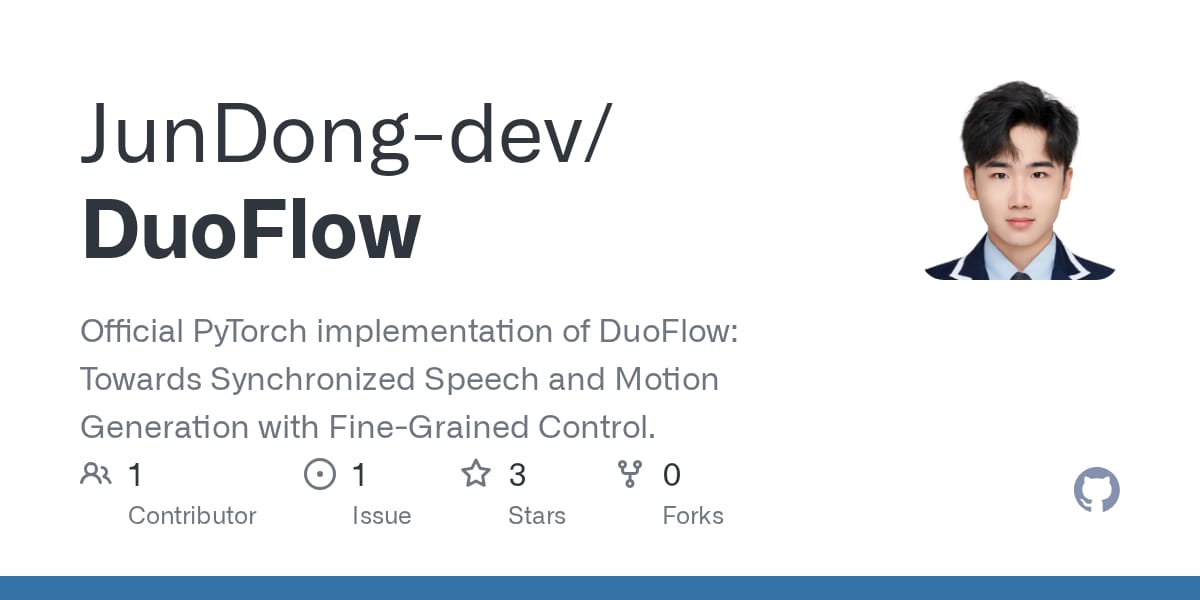 JunDong-dev/
DuoFlow
Official PyTorch implementation of DuoFlow:
Towards Synchronized Speech and Motion
Generation with Fine-Grained Control.
1 1 3 0
Contributor Issue Stars Forks